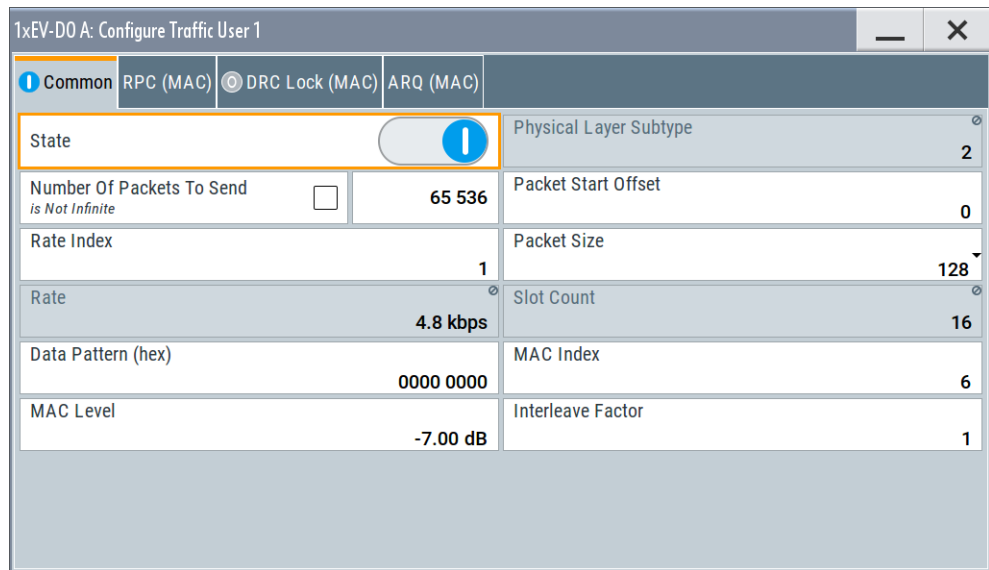 1xEV-DO A: Configure Traffic User 1
Common RPC (MAC) DRC Lock (MAC) ARQ (MAC)
State
Physical Layer Subtype
2
Number Of Packets To Send
is Not Infinite
65 536
Packet Start Offset
0
Rate Index
1
Packet Size
128
Rate
4.8 kbps
Slot Count
16
Data Pattern (hex)
0000 0000
MAC Index
6
MAC Level
-7.00 dB
Interleave Factor
1